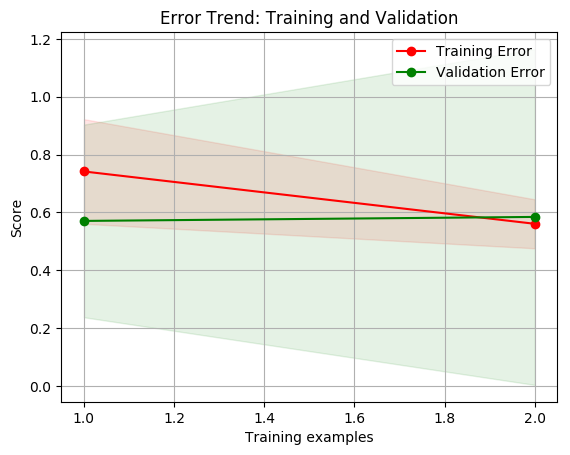 Error Trend: Training and Validation
Training Error
Validation Error
1.2
1.0
0.8
0.6
0.4
0.2
0.0
Score
1.0 1.2 1.4 1.6 1.8 2.0
Training examples